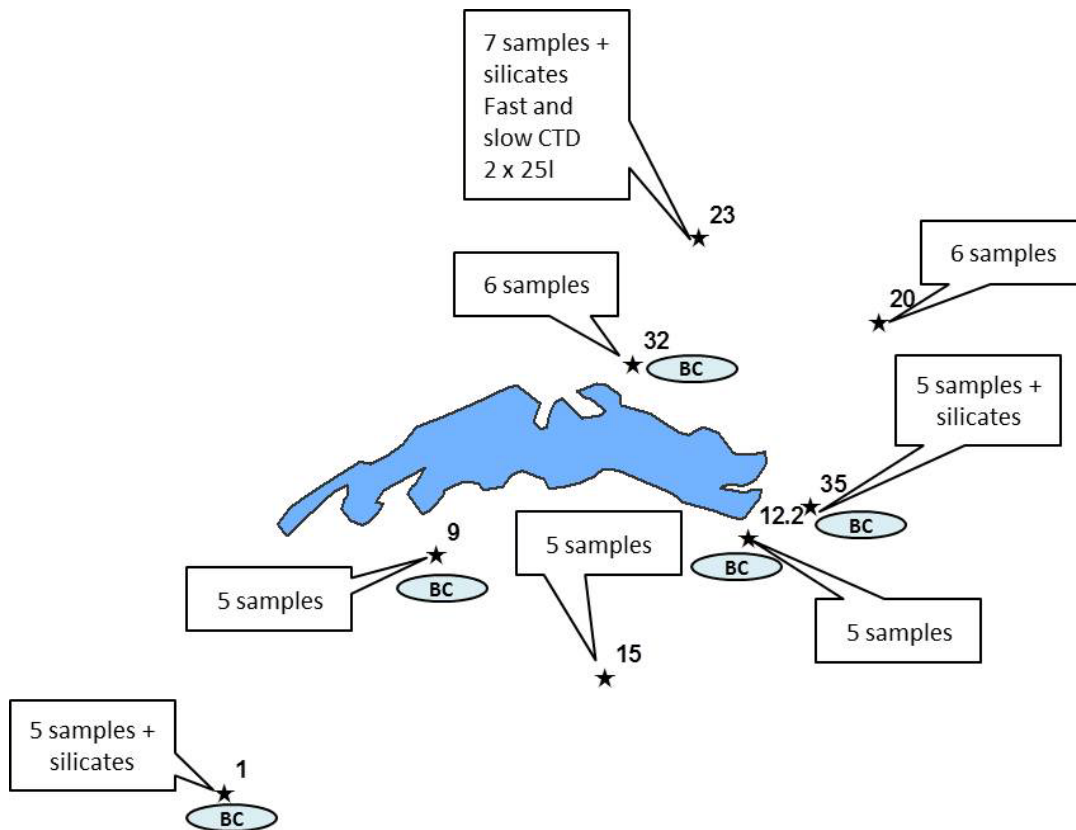 7 samples +
silicates
Fast and
slow CTD
2 x 25l
23
6 samples
20
6 samples
32
BC
5 samples +
silicates
35
BC
12.2
BC
5 samples
9
BC
5 samples
5 samples
15
5 samples +
silicates
1
BC